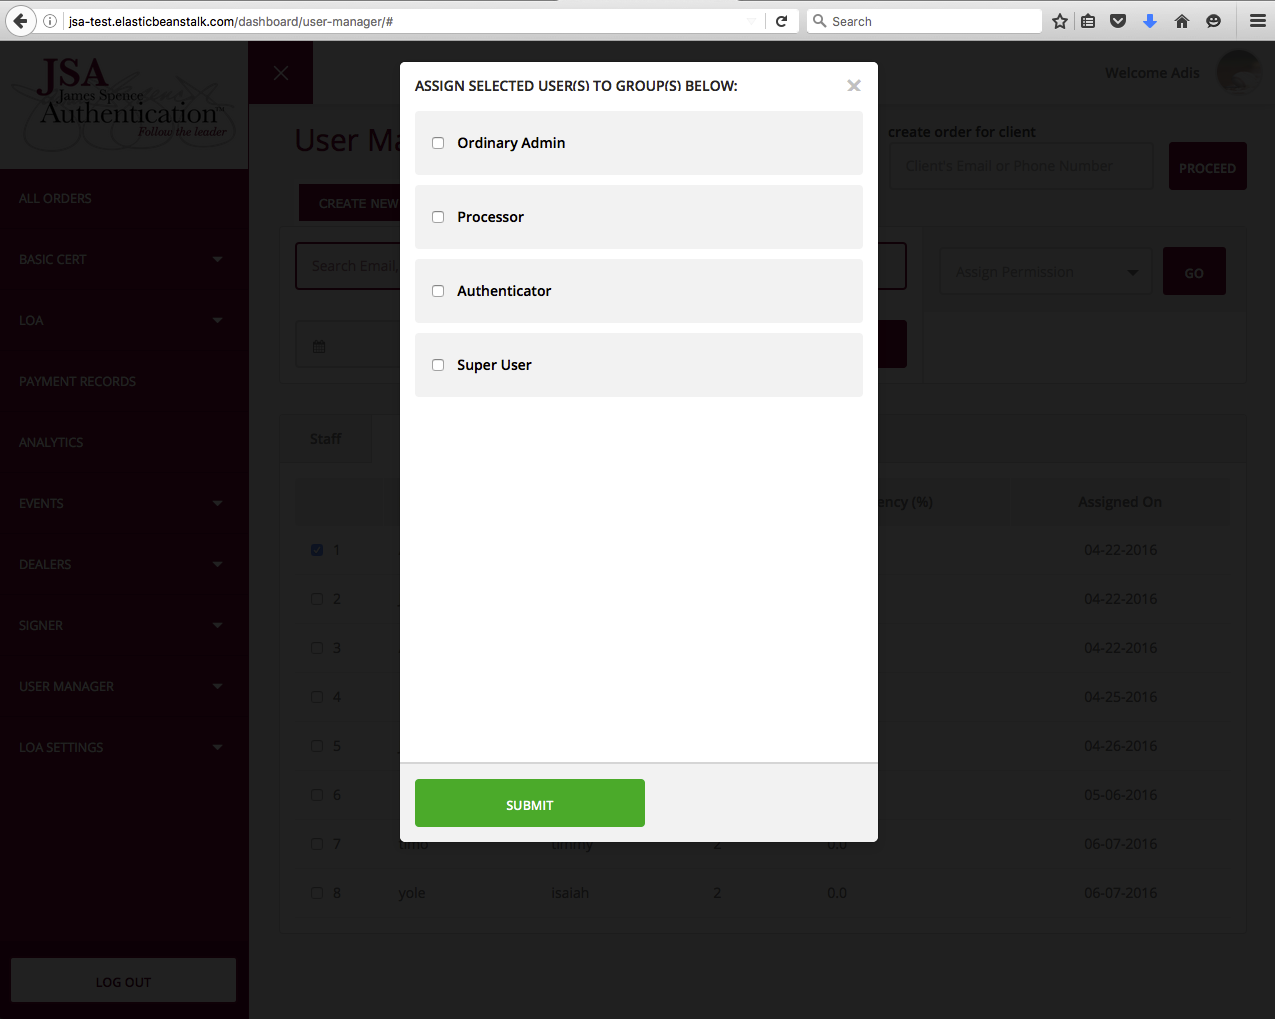 jsa-test.elasticbeanstalk.com/dashboard/user-manager/#
Search
JSA
James Spence
Authentication
Follow the leader
Welcome Adis
ASSIGN SELECTED USER(S) TO GROUP(S) BELOW:
Ordinary Admin
Processor
Authenticator
Super User
SUBMIT
User
create order for client
Client's Email or Phone Number
PROCEED
CREATE NEW
Search Email
Assign Permission
GO
ALL ORDERS
BASIC CERT
LOA
PAYMENT RECORDS
ANALYTICS
EVENTS
DEALERS
SIGNER
USER MANAGER
LOA SETTINGS
LOG OUT
Staff
(%) Assigned On
1 04-22-2016
2 04-22-2016
3 04-22-2016
4 04-25-2016
5 04-26-2016
6 05-06-2016
7 timo timmy 2 0.0 06-07-2016
8 yole isaiah 2 0.0 06-07-2016